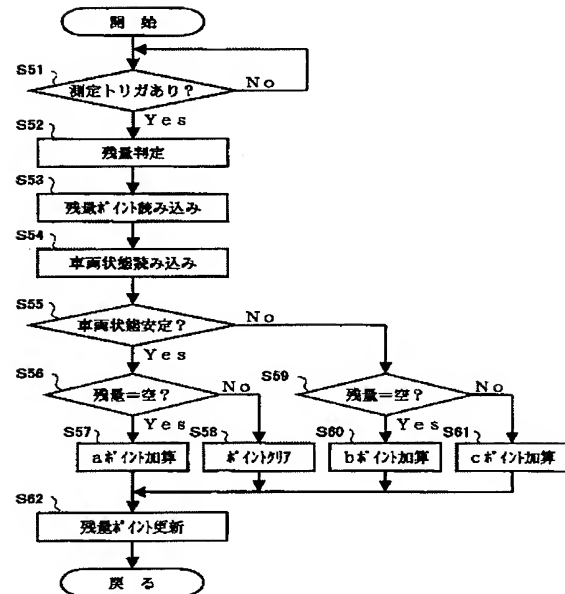 開 始
S51
測定トリガあり?
No
Yes
S52
残量判定
S53
残量ポイント読み込み
S54
車両状態読み込み
S55
車両状態安定?
No
Yes
S56
残量=空?
No
S59
残量=空?
No
Yes
Yes
S57
aポイント加算
S58
ポイントクリア
S60
bポイント加算
S61
cポイント加算
S62
残量ポイント更新
戻 る